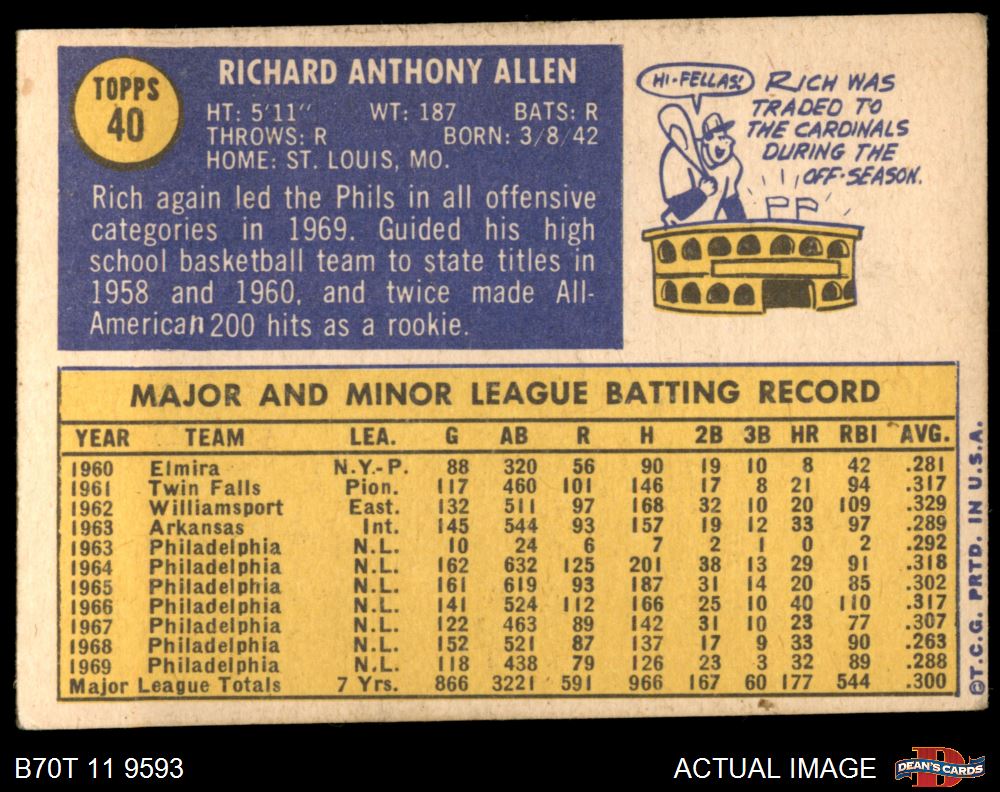 TOPPS
40
RICHARD ANTHONY ALLEN
HT: 5'11" WT: 187 BATS: R
THROWS: R BORN: 3/8/42
HOME: ST. LOUIS, MO.
Rich again led the Phils in all offensive
categories in 1969. Guided his high
school basketball team to state titles in
1958 and 1960, and twice made All-
American 200 hits as a rookie.
HI-FELLAS!
RICH WAS
TRADED TO
THE CARDINALS
DURING THE
OFF-SEASON.
MAJOR AND MINOR LEAGUE BATTING RECORD
YEAR TEAM LEA. G AB R H 2B 3B HR RBI AVG.
1960 Elmira N.Y.-P. 88 320 56 90 19 10 8 42 .281
1961 Twin Falls Pion. 117 460 101 146 17 8 21 94 .317
1962 Williamsport East. 132 511 97 168 32 10 20 109 .329
1963 Arkansas Int. 145 544 93 157 19 12 33 97 .289
1963 Philadelphia N.L. 10 24 6 7 2 1 0 2 .292
1964 Philadelphia N.L. 162 632 125 201 38 13 29 91 .318
1965 Philadelphia N.L. 161 619 93 187 31 14 20 85 .302
1966 Philadelphia N.L. 141 524 112 166 25 10 40 110 .317
1967 Philadelphia N.L. 122 463 89 142 31 10 23 77 .307
1968 Philadelphia N.L. 152 521 87 137 17 9 33 90 .263
1969 Philadelphia N.L. 118 438 79 126 23 3 32 89 .288
Major League Totals 7 Yrs. 866 3221 591 966 167 60 177 544 .300
©T.C.G. PRTD. IN U.S.A.
B70T 11 9593
ACTUAL IMAGE
DEAN'S CARDS